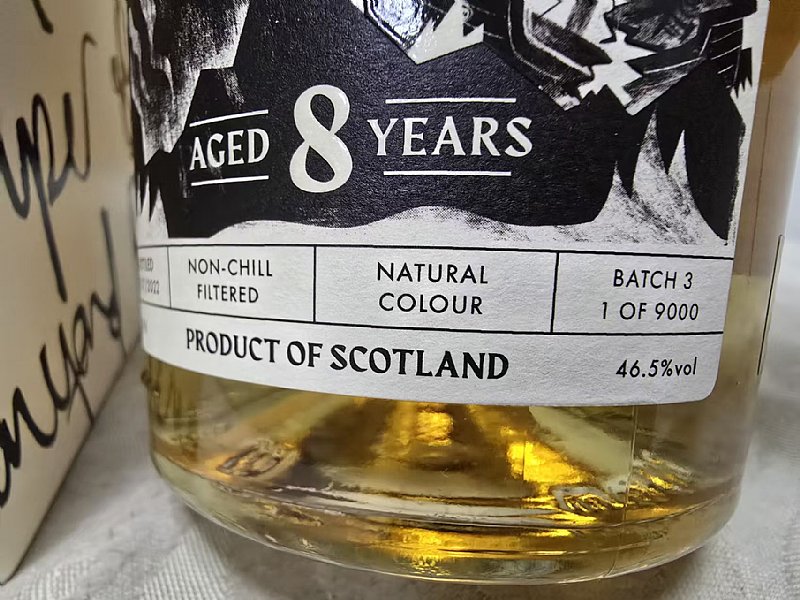 AGED 8 YEARS
NON-CHILL
FILTERED
NATURAL
COLOUR
BATCH 3
1 OF 9000
PRODUCT OF SCOTLAND
46.5%vol